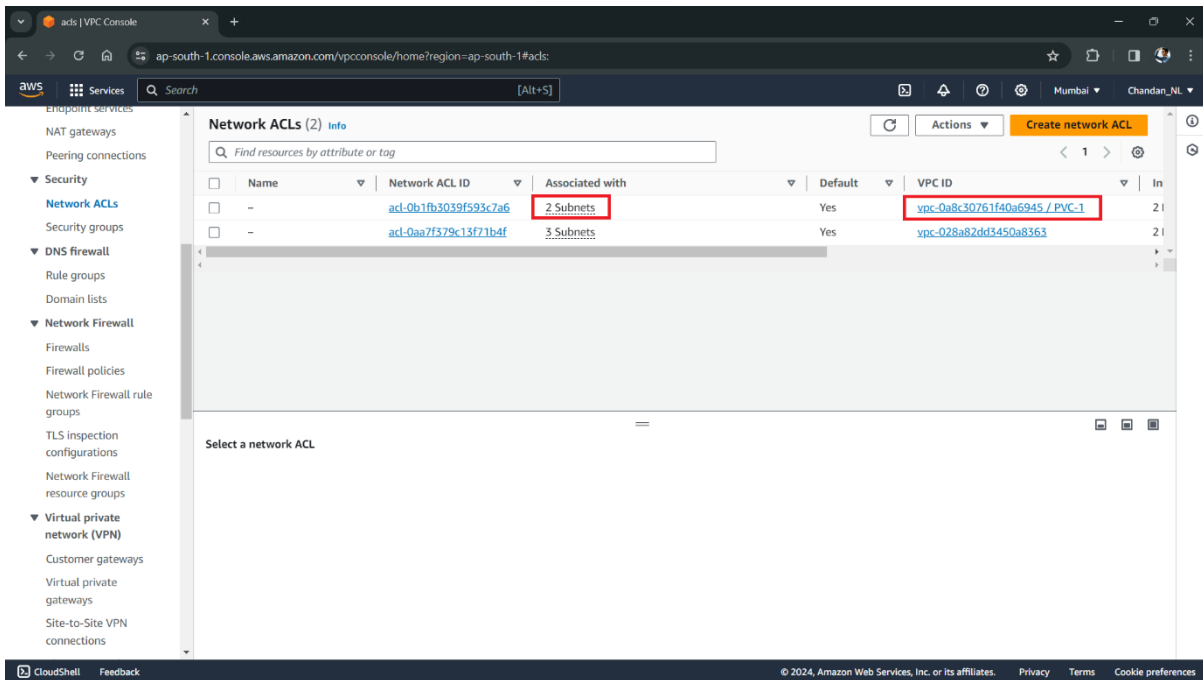 acls | VPC Console
ap-south-1.console.aws.amazon.com/vpcconsole/home?region=ap-south-1#acls:
aws Services Search [Alt+S] Mumbai Chandan_NL
Endpoint services
NAT gateways
Peering connections
Security
Network ACLs
Security groups
DNS firewall
Rule groups
Domain lists
Network Firewall
Firewalls
Firewall policies
Network Firewall rule
groups
TLS inspection
configurations
Network Firewall
resource groups
Virtual private
network (VPN)
Customer gateways
Virtual private
gateways
Site-to-Site VPN
connections
Network ACLs (2) Info Actions Create network ACL
Find resources by attribute or tag 1
Name Network ACL ID Associated with Default VPC ID In
– acl-0b1fb3039f593c7a6 2 Subnets Yes vpc-0a8c30761f40a6945 / PVC-1 2
– acl-0aa7f379c13f71b4f 3 Subnets Yes vpc-028a82dd3450a8363 2
Select a network ACL
CloudShell Feedback © 2024, Amazon Web Services, Inc. or its affiliates. Privacy Terms Cookie preferences